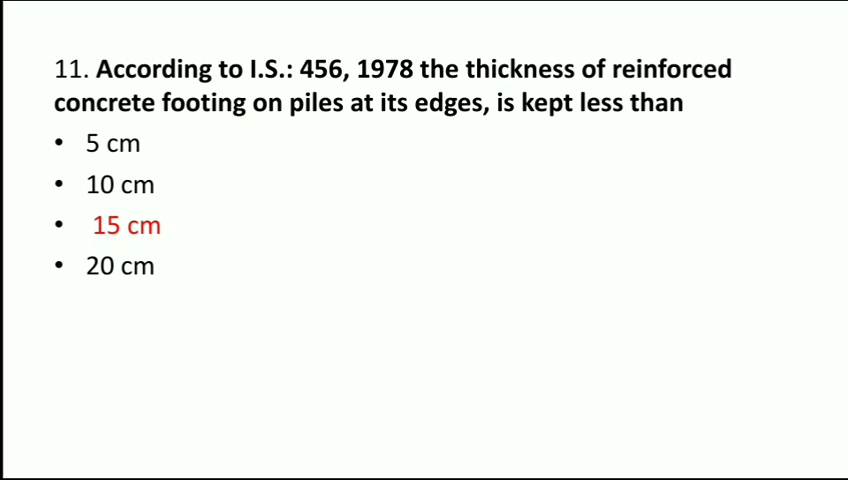 11. According to I.S.: 456, 1978 the thickness of reinforced
concrete footing on piles at its edges, is kept less than
• 5 cm
• 10 cm
• 15 cm
• 20 cm